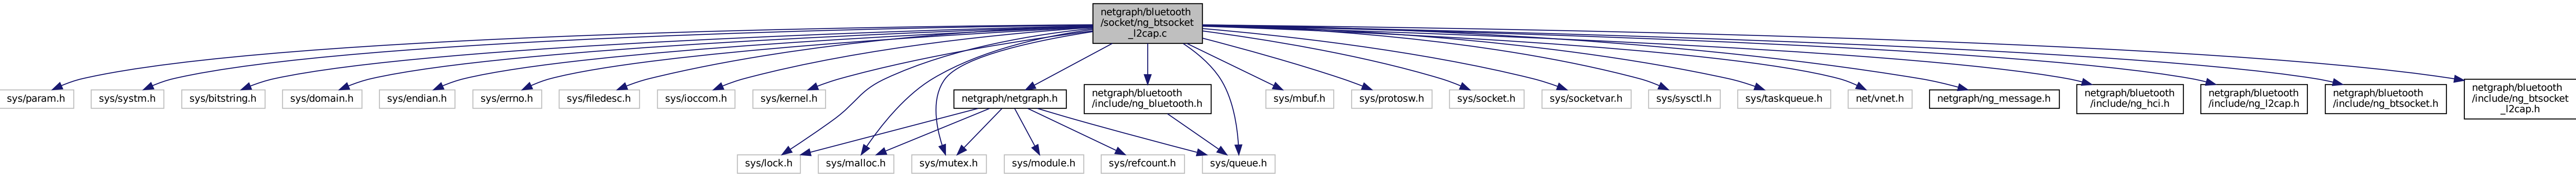 netgraph/bluetooth
/socket/ng_btsocket
_l2cap.c
sys/param.h
sys/systm.h
sys/bitstring.h
sys/domain.h
sys/endian.h
sys/errno.h
sys/filedesc.h
sys/ioccom.h
sys/kernel.h
netgraph/netgraph.h
netgraph/bluetooth
/include/ng_bluetooth.h
sys/mbuf.h
sys/protosw.h
sys/socket.h
sys/socketvar.h
sys/sysctl.h
sys/taskqueue.h
net/vnet.h
netgraph/ng_message.h
netgraph/bluetooth
/include/ng_hci.h
netgraph/bluetooth
/include/ng_l2cap.h
netgraph/bluetooth
/include/ng_btsocket.h
netgraph/bluetooth
/include/ng_btsocket
_l2cap.h
sys/lock.h
sys/malloc.h
sys/mutex.h
sys/module.h
sys/refcount.h
sys/queue.h